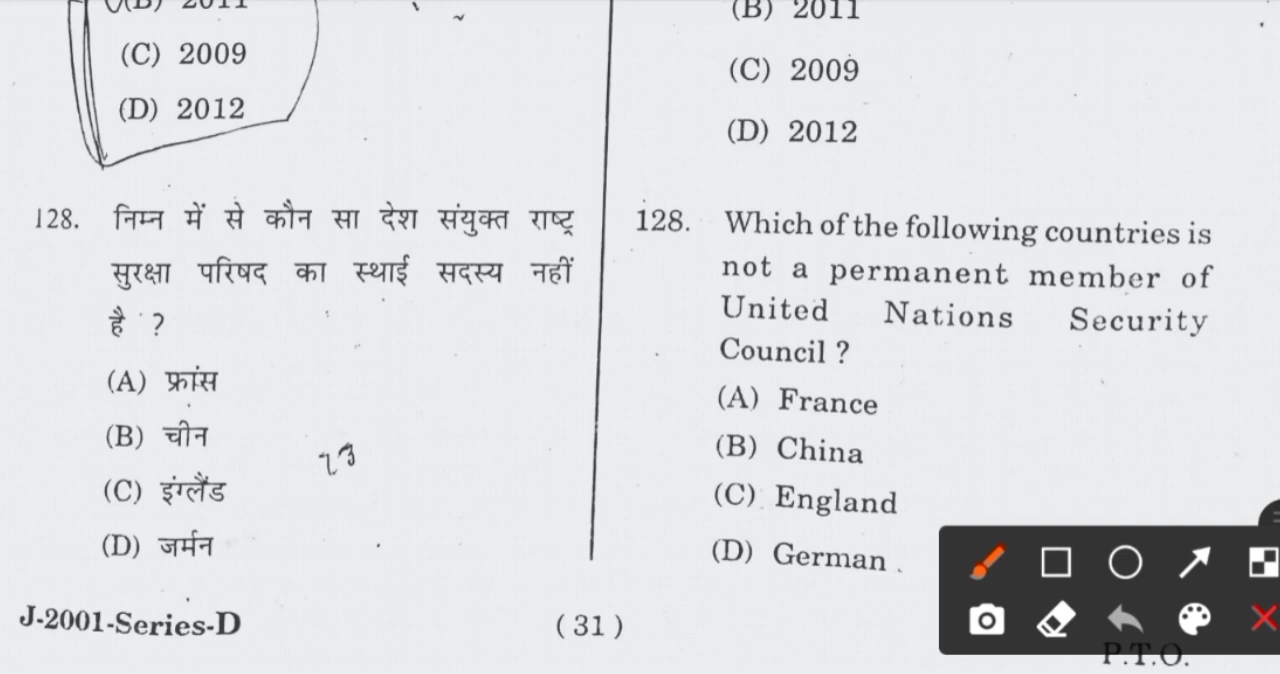 (B) 2011
(C) 2009
(D) 2012
128. निम्न में से कौन सा देश संयुक्त राष्ट्र
सुरक्षा परिषद का स्थाई सदस्य नहीं
है ?
(A) फ्रांस
(B) चीन
(C) इंग्लैंड
(D) जर्मन
J-2001-Series-D
(B) 2011
(C) 2009
(D) 2012
128. Which of the following countries is
not a permanent member of
United Nations Security
Council ?
(A) France
(B) China
(C) England
(D) German
(31)
P.T.O.